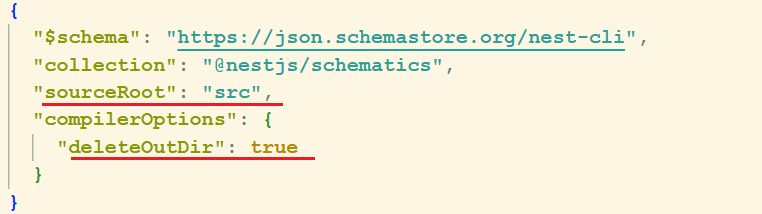 {
"$schema": "https://json.schemastore.org/nest-cli",
"collection": "@nestjs/schematics",
"sourceRoot": "src",
"compilerOptions": {
"deleteOutDir": true
}
}